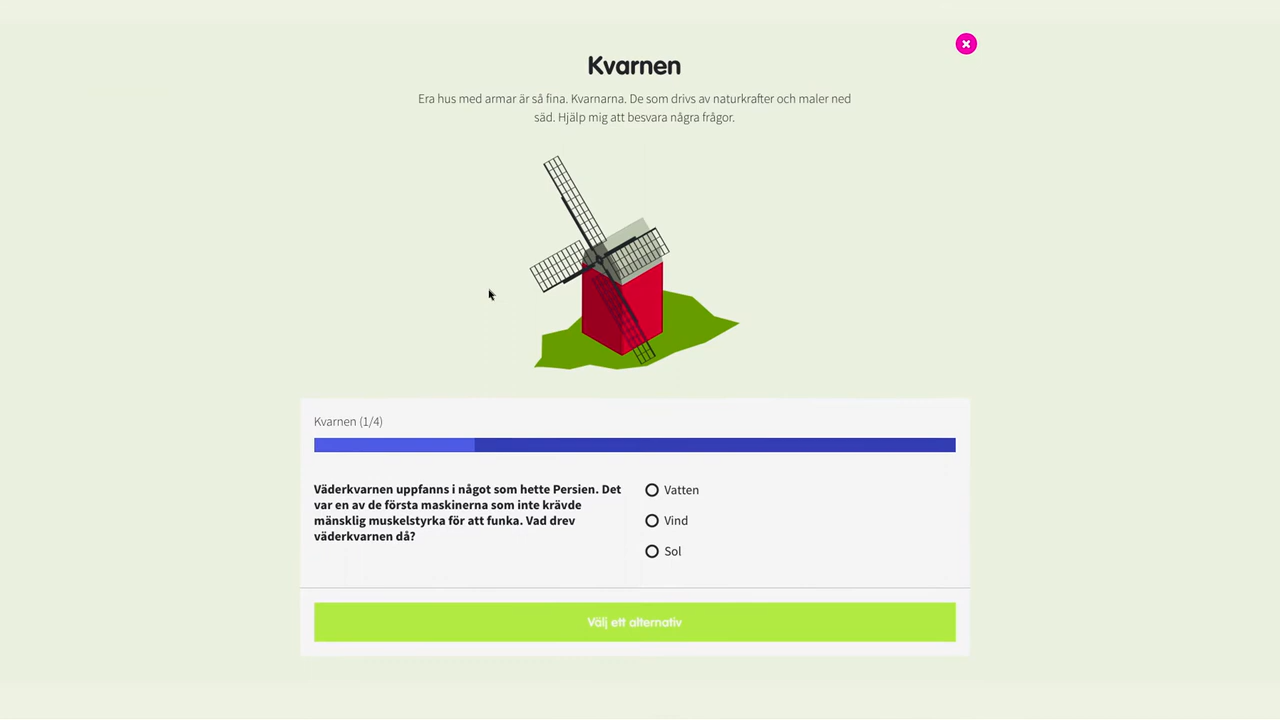 Kvarnen
Era hus med armar är så fina. Kvarnarna. De som drivs av naturkrafter och maler ned
säd. Hjälp mig att besvara några frågor.
Kvarnen (1/4)
Väderkvarnen uppfanns i något som hette Persien. Det
var en av de första maskinerna som inte krävde
mänsklig muskelstyrka för att funka. Vad drev
väderkvarnen då?
Vatten
Vind
Sol
Välj ett alternativ